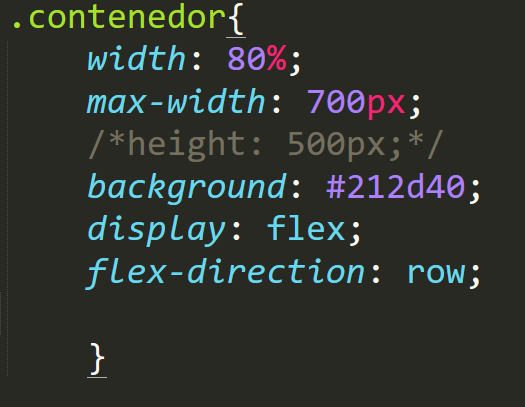 .contenedor{
width: 80%;
max-width: 700px;
/*height: 500px;*/
background: #212d40;
display: flex;
flex-direction: row;
}